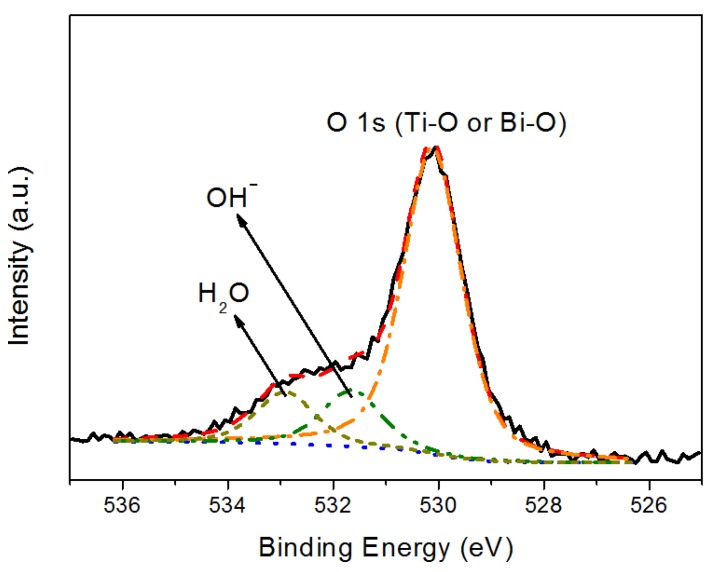 O 1s (Ti-O or Bi-O)
OH⁻
H₂O
Intensity (a.u.)
536 534 532 530 528 526
Binding Energy (eV)